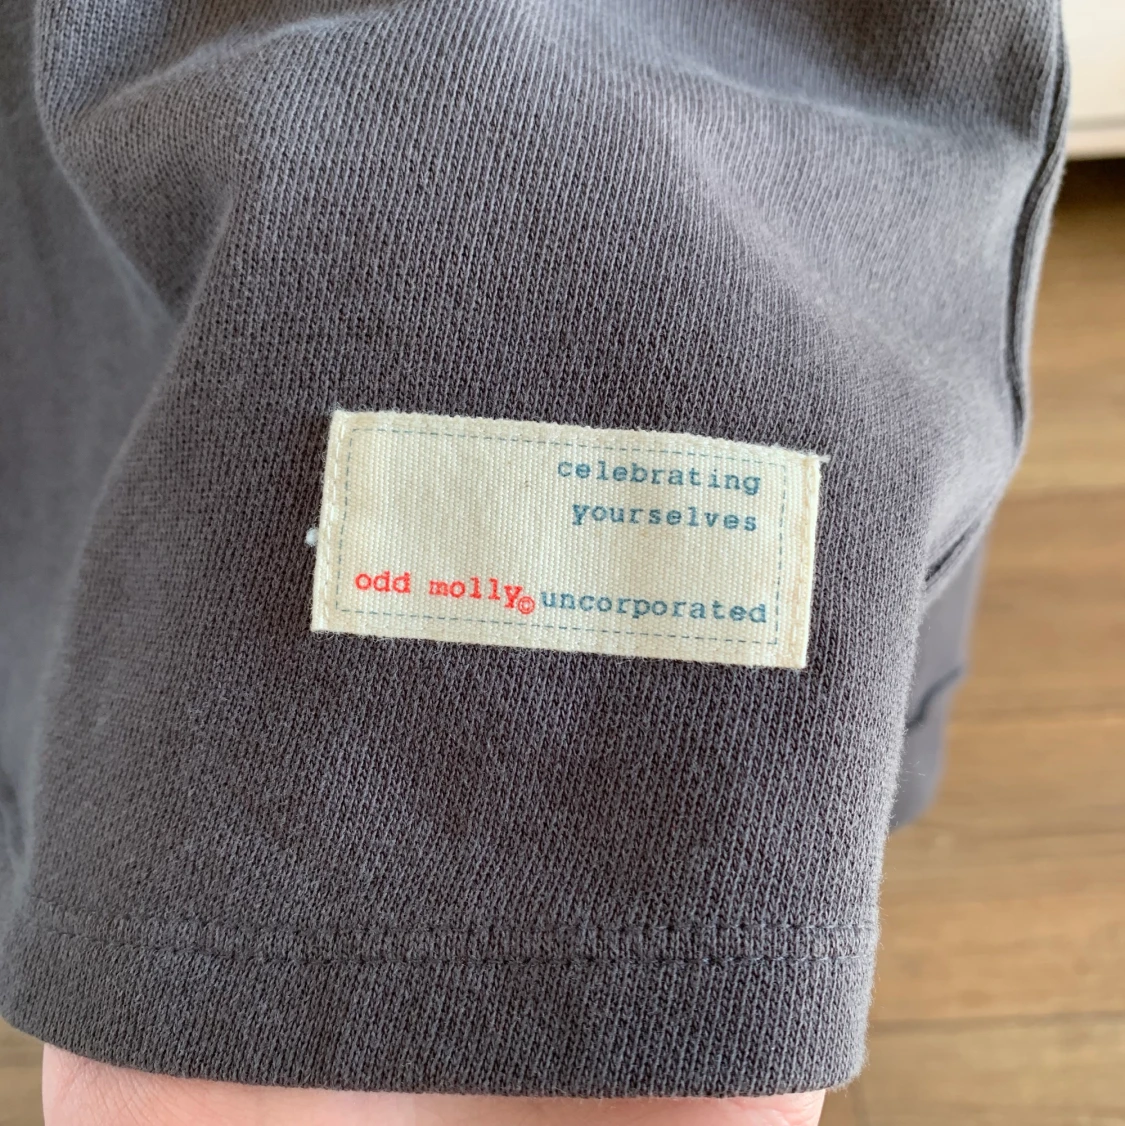 celebrating
yourselves
odd molly© uncorporated